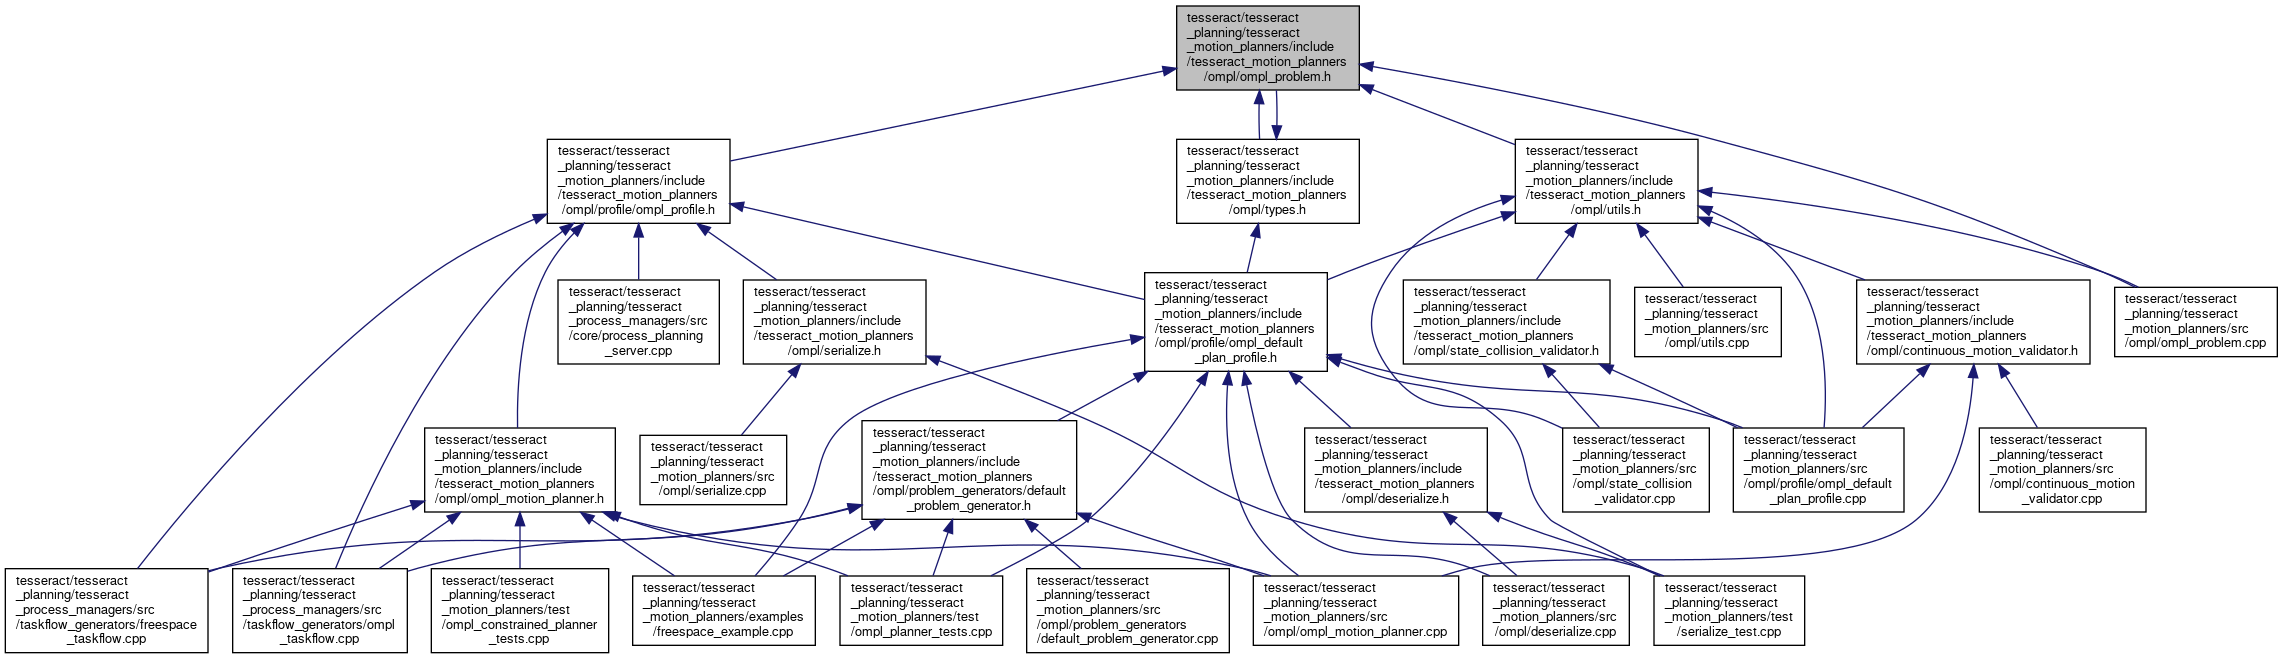 tesseract/tesseract
_planning/tesseract
_motion_planners/include
/tesseract_motion_planners
/ompl/ompl_problem.h
tesseract/tesseract
_planning/tesseract
_motion_planners/include
/tesseract_motion_planners
/ompl/profile/ompl_profile.h
tesseract/tesseract
_planning/tesseract
_motion_planners/include
/tesseract_motion_planners
/ompl/types.h
tesseract/tesseract
_planning/tesseract
_motion_planners/include
/tesseract_motion_planners
/ompl/utils.h
tesseract/tesseract
_planning/tesseract
_process_managers/src
/core/process_planning
_server.cpp
tesseract/tesseract
_planning/tesseract
_motion_planners/include
/tesseract_motion_planners
/ompl/serialize.h
tesseract/tesseract
_planning/tesseract
_motion_planners/include
/tesseract_motion_planners
/ompl/profile/ompl_default
_plan_profile.h
tesseract/tesseract
_planning/tesseract
_motion_planners/include
/tesseract_motion_planners
/ompl/state_collision_validator.h
tesseract/tesseract
_planning/tesseract
_motion_planners/src
/ompl/utils.cpp
tesseract/tesseract
_planning/tesseract
_motion_planners/include
/tesseract_motion_planners
/ompl/continuous_motion_validator.h
tesseract/tesseract
_planning/tesseract
_motion_planners/src
/ompl/ompl_problem.cpp
tesseract/tesseract
_planning/tesseract
_motion_planners/include
/tesseract_motion_planners
/ompl/ompl_motion_planner.h
tesseract/tesseract
_planning/tesseract
_motion_planners/src
/ompl/serialize.cpp
tesseract/tesseract
_planning/tesseract
_motion_planners/include
/tesseract_motion_planners
/ompl/problem_generators/default
_problem_generator.h
tesseract/tesseract
_planning/tesseract
_motion_planners/include
/tesseract_motion_planners
/ompl/deserialize.h
tesseract/tesseract
_planning/tesseract
_motion_planners/src
/ompl/state_collision
_validator.cpp
tesseract/tesseract
_planning/tesseract
_motion_planners/src
/ompl/profile/ompl_default
_plan_profile.cpp
tesseract/tesseract
_planning/tesseract
_motion_planners/src
/ompl/continuous_motion
_validator.cpp
tesseract/tesseract
_planning/tesseract
_process_managers/src
/taskflow_generators/freespace
_taskflow.cpp
tesseract/tesseract
_planning/tesseract
_process_managers/src
/taskflow_generators/ompl
_taskflow.cpp
tesseract/tesseract
_planning/tesseract
_motion_planners/test
/ompl_constrained_planner
_tests.cpp
tesseract/tesseract
_planning/tesseract
_motion_planners/examples
/freespace_example.cpp
tesseract/tesseract
_planning/tesseract
_motion_planners/test
/ompl_planner_tests.cpp
tesseract/tesseract
_planning/tesseract
_motion_planners/src
/ompl/problem_generators
/default_problem_generator.cpp
tesseract/tesseract
_planning/tesseract
_motion_planners/src
/ompl/ompl_motion_planner.cpp
tesseract/tesseract
_planning/tesseract
_motion_planners/src
/ompl/deserialize.cpp
tesseract/tesseract
_planning/tesseract
_motion_planners/test
/serialize_test.cpp